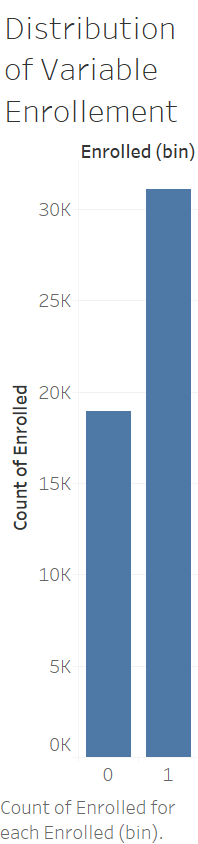 Distribution
of Variable
Enrollement
Enrolled (bin)
30K
25K
20K
15K
10K
5K
0K
Count of Enrolled
0 1
Count of Enrolled for
each Enrolled (bin).